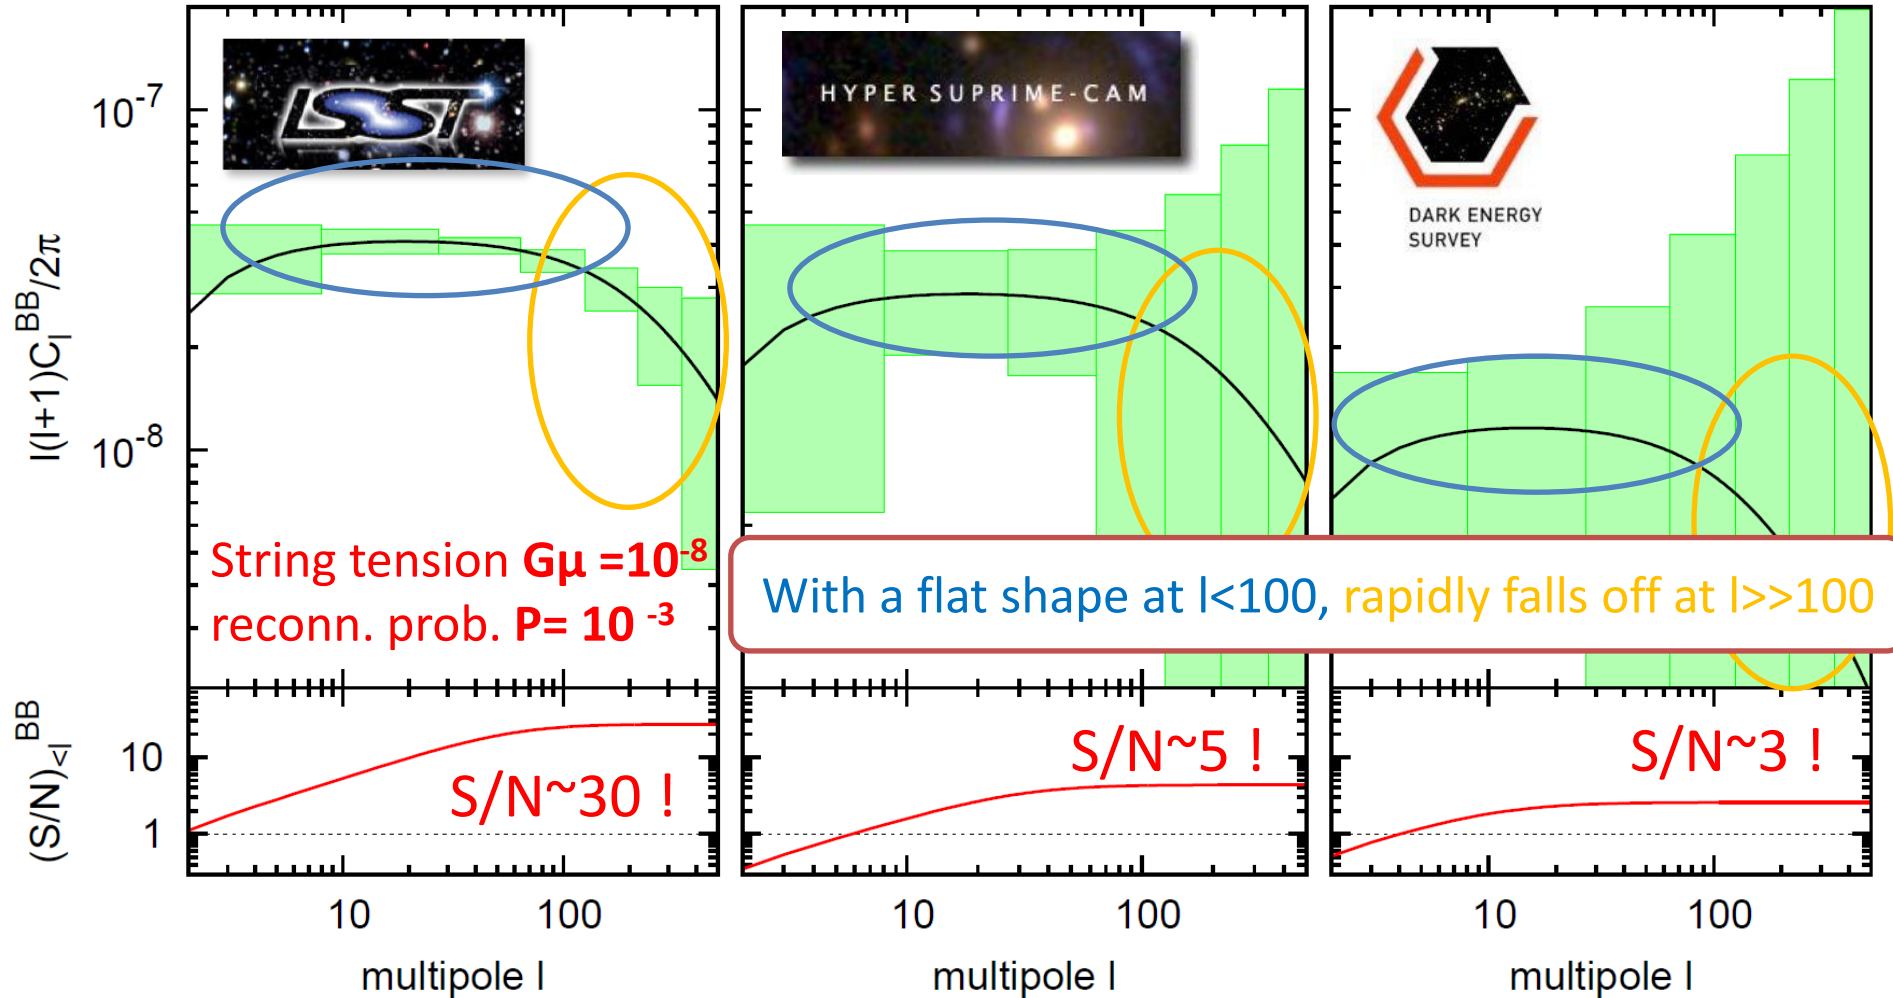 LSST
HYPER SUPRIME-CAM
DARK ENERGY
SURVEY
10⁻⁷
10⁻⁸
l(l+1)C_l^BB/2π
String tension Gμ =10⁻⁸
reconn. prob. P= 10 ⁻³
With a flat shape at l<100, rapidly falls off at l>>100
(S/N)_<l^BB
10
1
S/N~30 !
S/N~5 !
S/N~3 !
10 100
10 100
10 100
multipole l
multipole l
multipole l